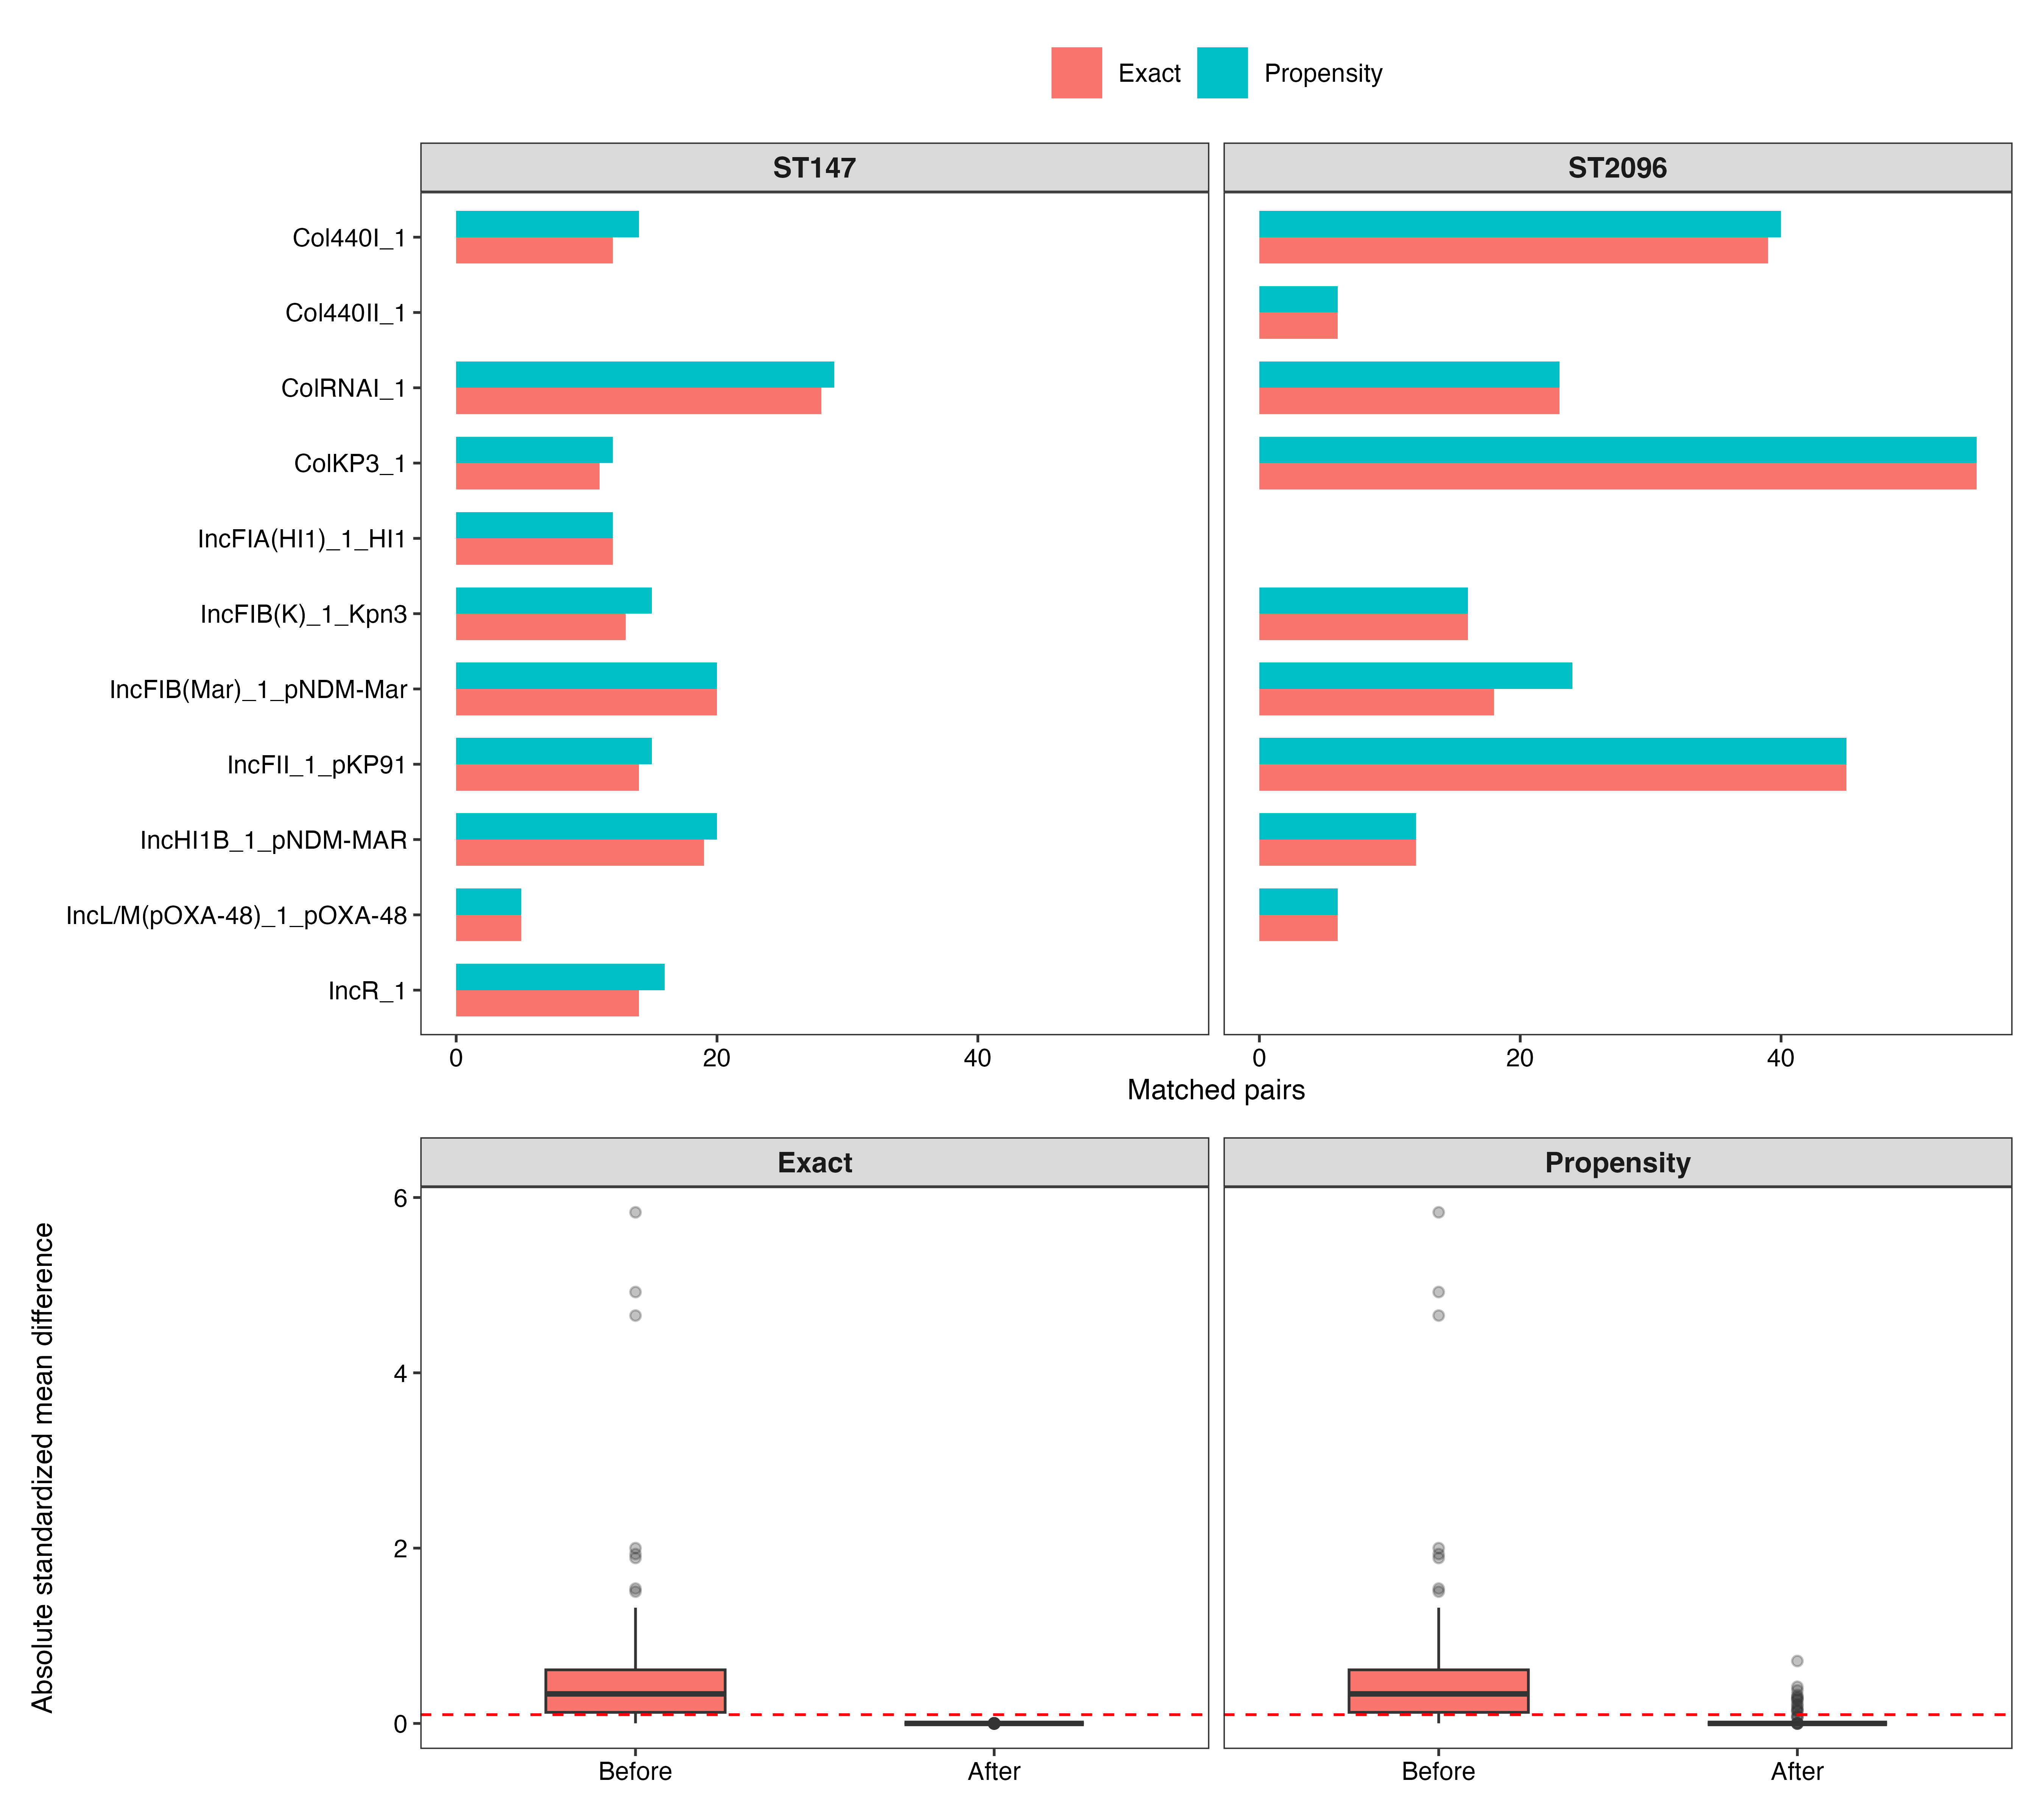 Exact
Propensity
ST147
ST2096
Col440I_1
Col440II_1
ColRNAI_1
ColKP3_1
IncFIA(HI1)_1_HI1
IncFIB(K)_1_Kpn3
IncFIB(Mar)_1_pNDM-Mar
IncFII_1_pKP91
IncHI1B_1_pNDM-MAR
IncL/M(pOXA-48)_1_pOXA-48
IncR_1
0 20 40
0 20 40
Matched pairs
Exact
Propensity
Absolute standardized mean difference
6
4
2
0
Before After
Before After